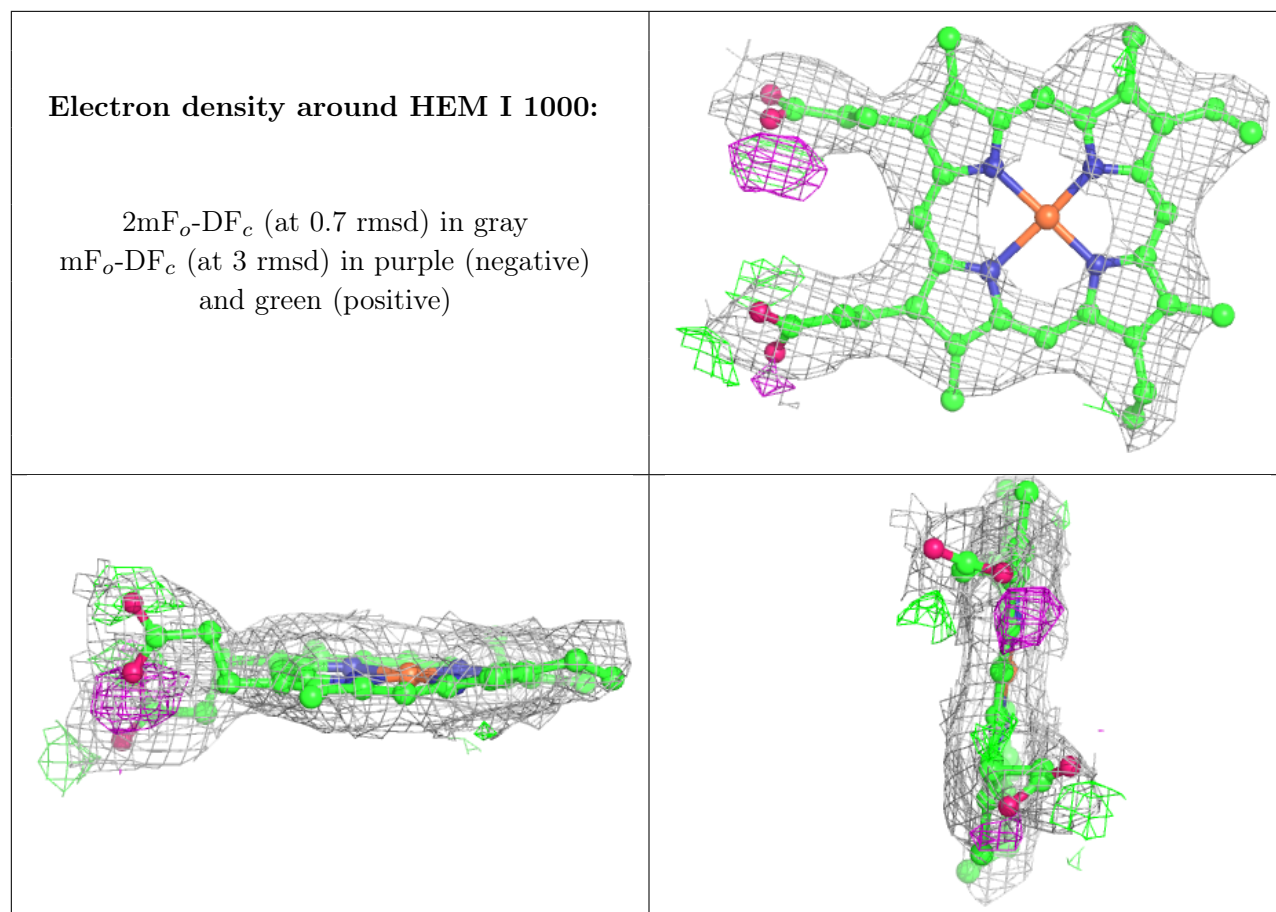 Electron density around HEM I 1000:
2mFo-DFc (at 0.7 rmsd) in gray
mFo-DFc (at 3 rmsd) in purple (negative)
and green (positive)